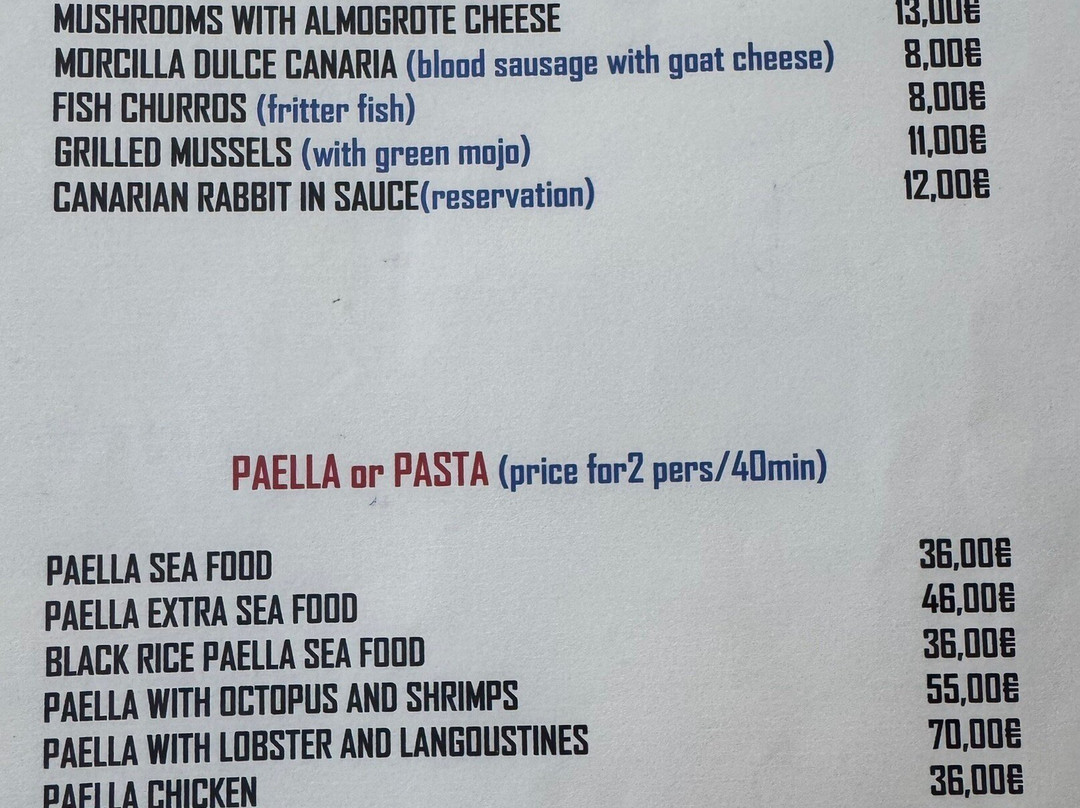 MUSHROOMS WITH ALMOGROTE CHEESE 13,00€
MORCILLA DULCE CANARIA (blood sausage with goat cheese) 8,00€
FISH CHURROS (fritter fish) 8,00€
GRILLED MUSSELS (with green mojo) 11,00€
CANARIAN RABBIT IN SAUCE(reservation) 12,00€
PAELLA or PASTA (price for2 pers/40min)
PAELLA SEA FOOD 36,00€
PAELLA EXTRA SEA FOOD 46,00€
BLACK RICE PAELLA SEA FOOD 36,00€
PAELLA WITH OCTOPUS AND SHRIMPS 55,00€
PAELLA WITH LOBSTER AND LANGOUSTINES 70,00€
PAELLA CHICKEN 36,00€